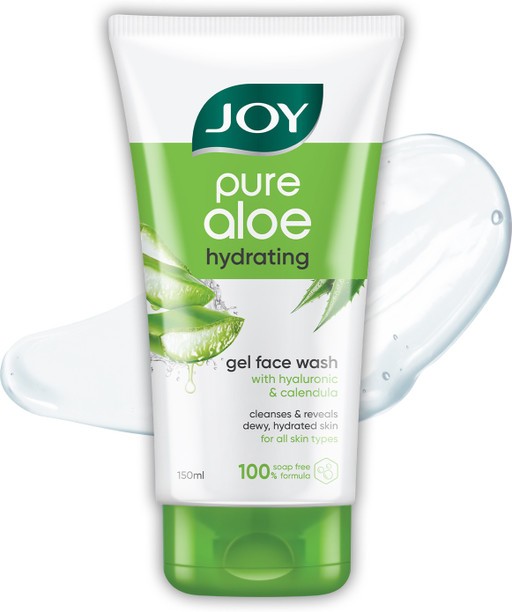 JOY
pure
aloe
hydrating
gel face wash
with hyaluronic
& calendula
cleanses & reveals
dewy, hydrated skin
for all skin types
150ml
100% soap free
formula